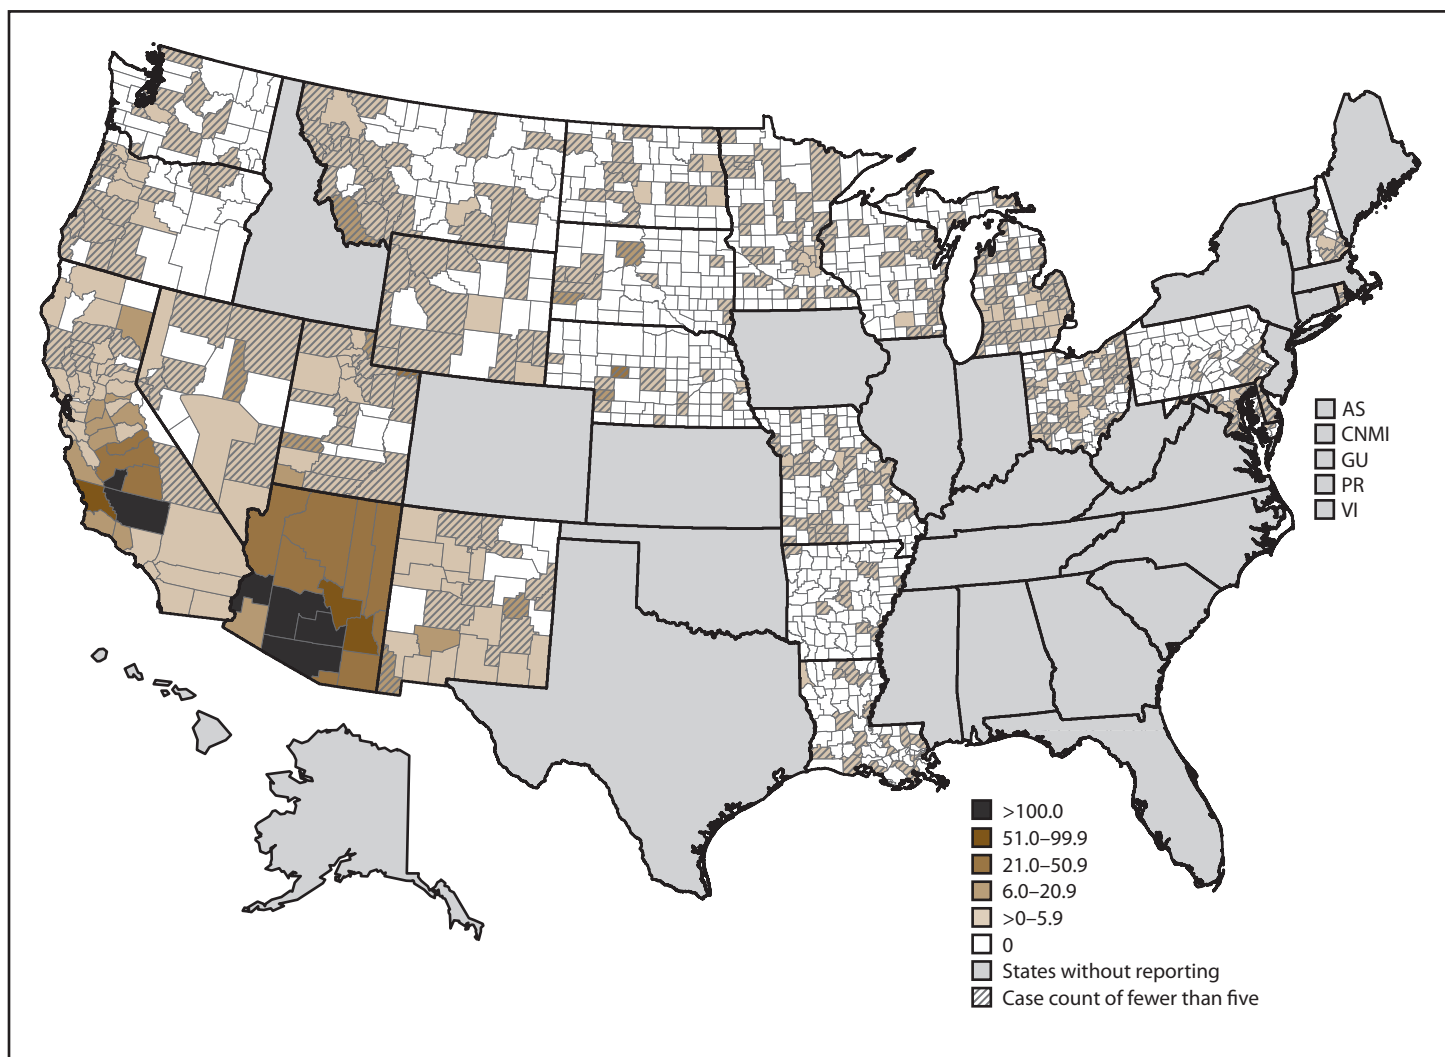 AS
CNMI
GU
PR
VI
>100.0
51.0–99.9
21.0–50.9
6.0–20.9
>0–5.9
0
States without reporting
Case count of fewer than five